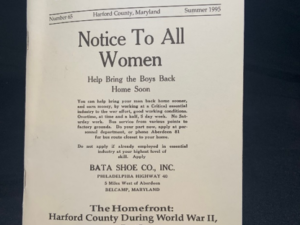 Number 65 Harford County, Maryland Summer 1995
Notice To All
Women
Help Bring the Boys Back
Home Soon
You can help bring your men back home sooner,
and save money, by working at a Critical essential
industry to the war effort, good working conditions.
Overtime, at time and a half, 5 day week. No Sat-
urday work. Bus service from various points to
factory grounds. Do your part now, apply at per-
sonnel department, or phone Aberdeen 81
for bus route closest to your home.
Do not apply if already employed in essential
industry at your highest level of
skill. Apply
BATA SHOE CO., INC.
PHILADELPHIA HIGHWAY 40
5 Miles West of Aberdeen
BELCAMP, MARYLAND
The Homefront:
Harford County During World War II,